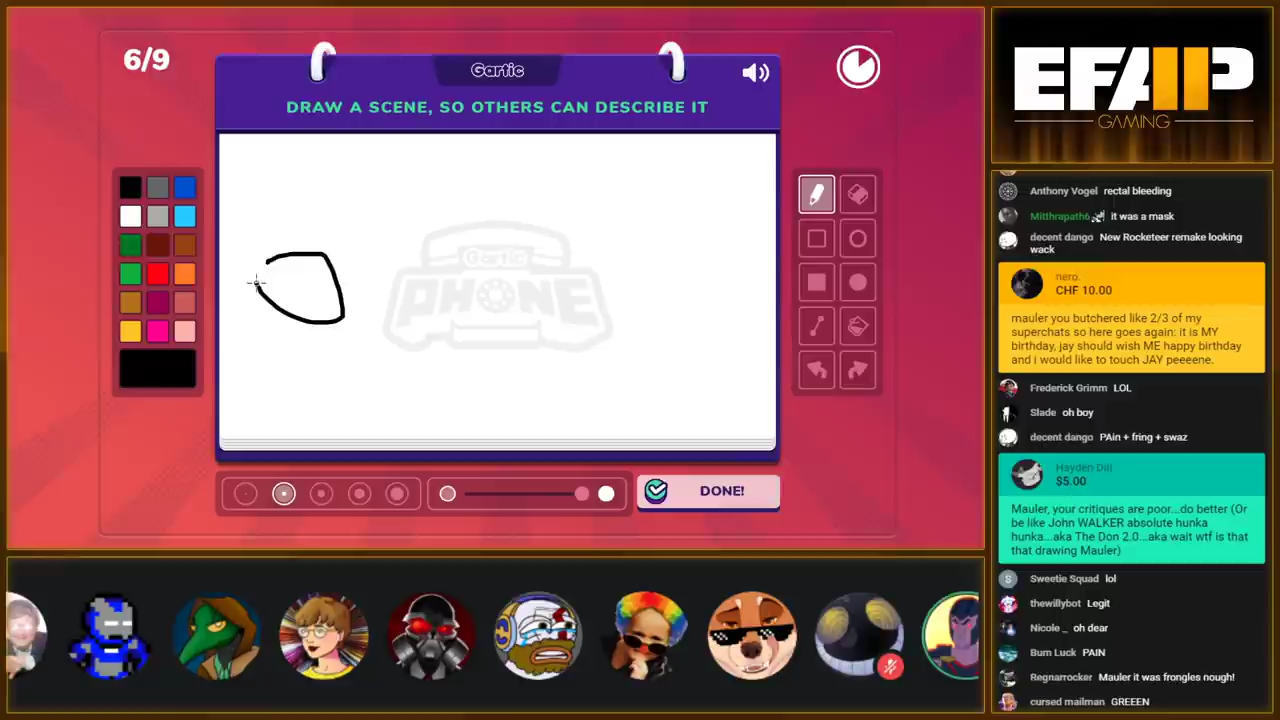 6/9
Gartic
DRAW A SCENE, SO OTHERS CAN DESCRIBE IT
Gartic
PHONE
DONE!
EFAP
GAMING
Anthony Vogel rectal bleeding
Mitthrapath6 it was a mask
decent dango New Rocketeer remake looking
wack
nero.
CHF 10.00
mauler you butchered like 2/3 of my
superchats so here goes again: it is MY
birthday, jay should wish ME happy birthday
and i would like to touch JAY peeeene.
Frederick Grimm LOL
Slade oh boy
decent dango PAin + fring + swaz
Hayden Dill
$5.00
Mauler, your critiques are poor...do better (Or
be like John WALKER absolute hunka
hunka...aka The Don 2.0...aka wait wtf is that
that drawing Mauler)
S
Sweetie Squad lol
thewillybot Legit
Nicole _ oh dear
Bum Luck PAIN
Regnarrocker Mauler it was frongles nough!
cursed mailman GREEEN